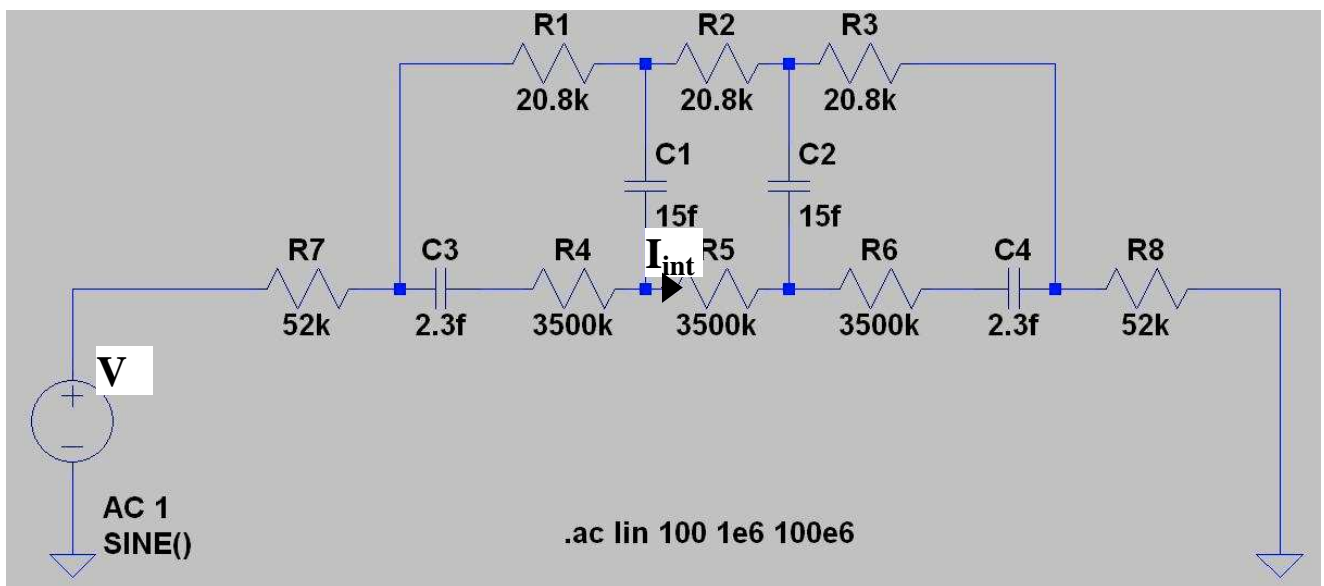 R1 R2 R3
20.8k 20.8k 20.8k
C1 C2
15f 15f
R7 C3 R4 I_int R5 R6 C4 R8
52k 2.3f 3500k 3500k 3500k 2.3f 52k
V
AC 1
SINE()
.ac lin 100 1e6 100e6